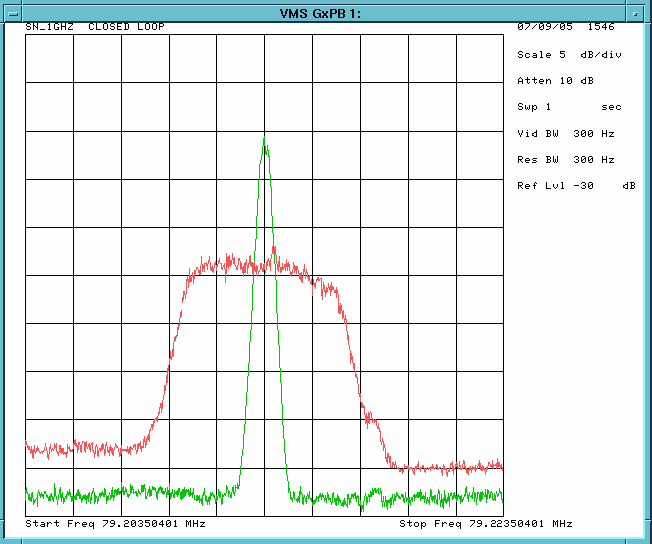 VMS GxPB 1:
SN_1GHZ CLOSED LOOP
07/09/05 1546
Scale 5 dB/div
Atten 10 dB
Swp 1 sec
Vid BW 300 Hz
Res BW 300 Hz
Ref Lvl -30 dB
Start Freq 79.20350401 MHz
Stop Freq 79.22350401 MHz